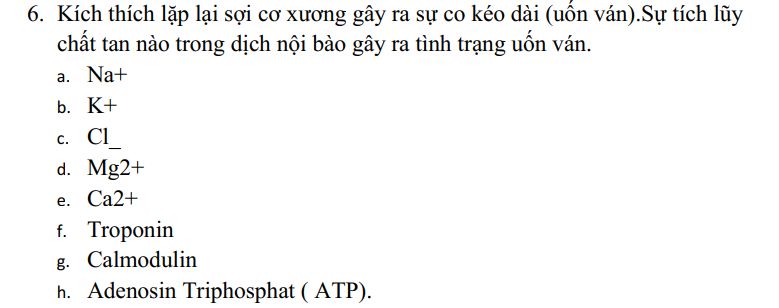 6. Kích thích lặp lại sợi cơ xương gây ra sự co kéo dài (uốn ván).Sự tích lũy
chất tan nào trong dịch nội bào gây ra tình trạng uốn ván.
a. Na+
b. K+
c. Cl_
d. Mg2+
e. Ca2+
f. Troponin
g. Calmodulin
h. Adenosin Triphosphat ( ATP).